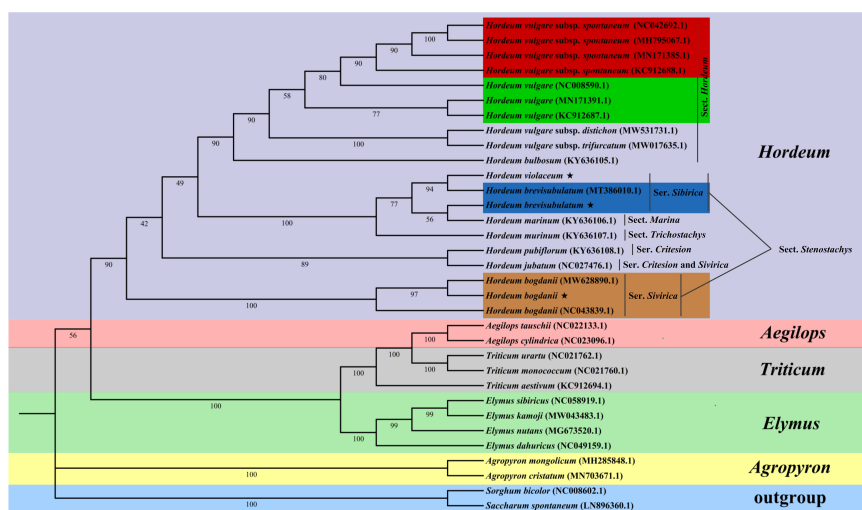 Hordeum vulgare subsp. spontaneum (NC042692.1)
100
Hordeum vulgare subsp. spontaneum (MH795067.1)
90
Hordeum vulgare subsp. spontaneum (MN171385.1)
90
Hordeum vulgare subsp. spontaneum (KC912688.1)
80
Hordeum vulgare (NC008590.1)
58
Hordeum vulgare (MN171391.1)
77
Hordeum vulgare (KC912687.1)
90
Sect. Hordeum
Hordeum vulgare subsp. distichon (MW531731.1)
100
Hordeum vulgare subsp. trifurcatum (MW017635.1)
90
Hordeum bulbosum (KY636105.1)
Hordeum
Hordeum violaceum ★
49
94
Hordeum brevisubulatum (MT386010.1)
Ser. Sibirica
77
Hordeum brevisubulatum ★
56
Hordeum marinum (KY636106.1)
Sect. Marina
42
100
Hordeum murinum (KY636107.1)
Sect. Trichostachys
Hordeum pubiflorum (KY636108.1)
Ser. Critesion
Sect. Stenostachys
90
89
Hordeum jubatum (NC027476.1)
Ser. Critesion and Sivirica
Hordeum bogdanii (MW628890.1)
97
Hordeum bogdanii ★
Ser. Sivirica
100
Hordeum bogdanii (NC043839.1)
Aegilops tauschii (NC022133.1)
56
100
Aegilops cylindrica (NC023096.1)
Aegilops
100
Triticum urartu (NC021762.1)
100
Triticum monococcum (NC021760.1)
Triticum
100
Triticum aestivum (KC912694.1)
Elymus sibiricus (NC058919.1)
100
99
Elymus kamoji (MW043483.1)
99
Elymus nutans (MG673520.1)
Elymus
100
Elymus dahuricus (NC049159.1)
Agropyron mongolicum (MH285848.1)
100
Agropyron cristatum (MN703671.1)
Agropyron
Sorghum bicolor (NC008602.1)
100
Saccharum spontaneum (LN896360.1)
outgroup